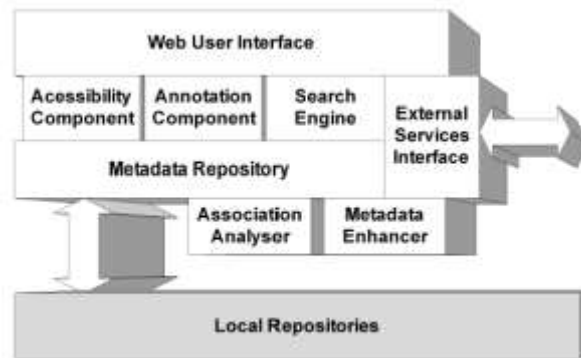 Web User Interface
Acessibility
Component
Annotation
Component
Search
Engine
External
Services
Interface
Metadata Repository
Association
Analyser
Metadata
Enhancer
Local Repositories